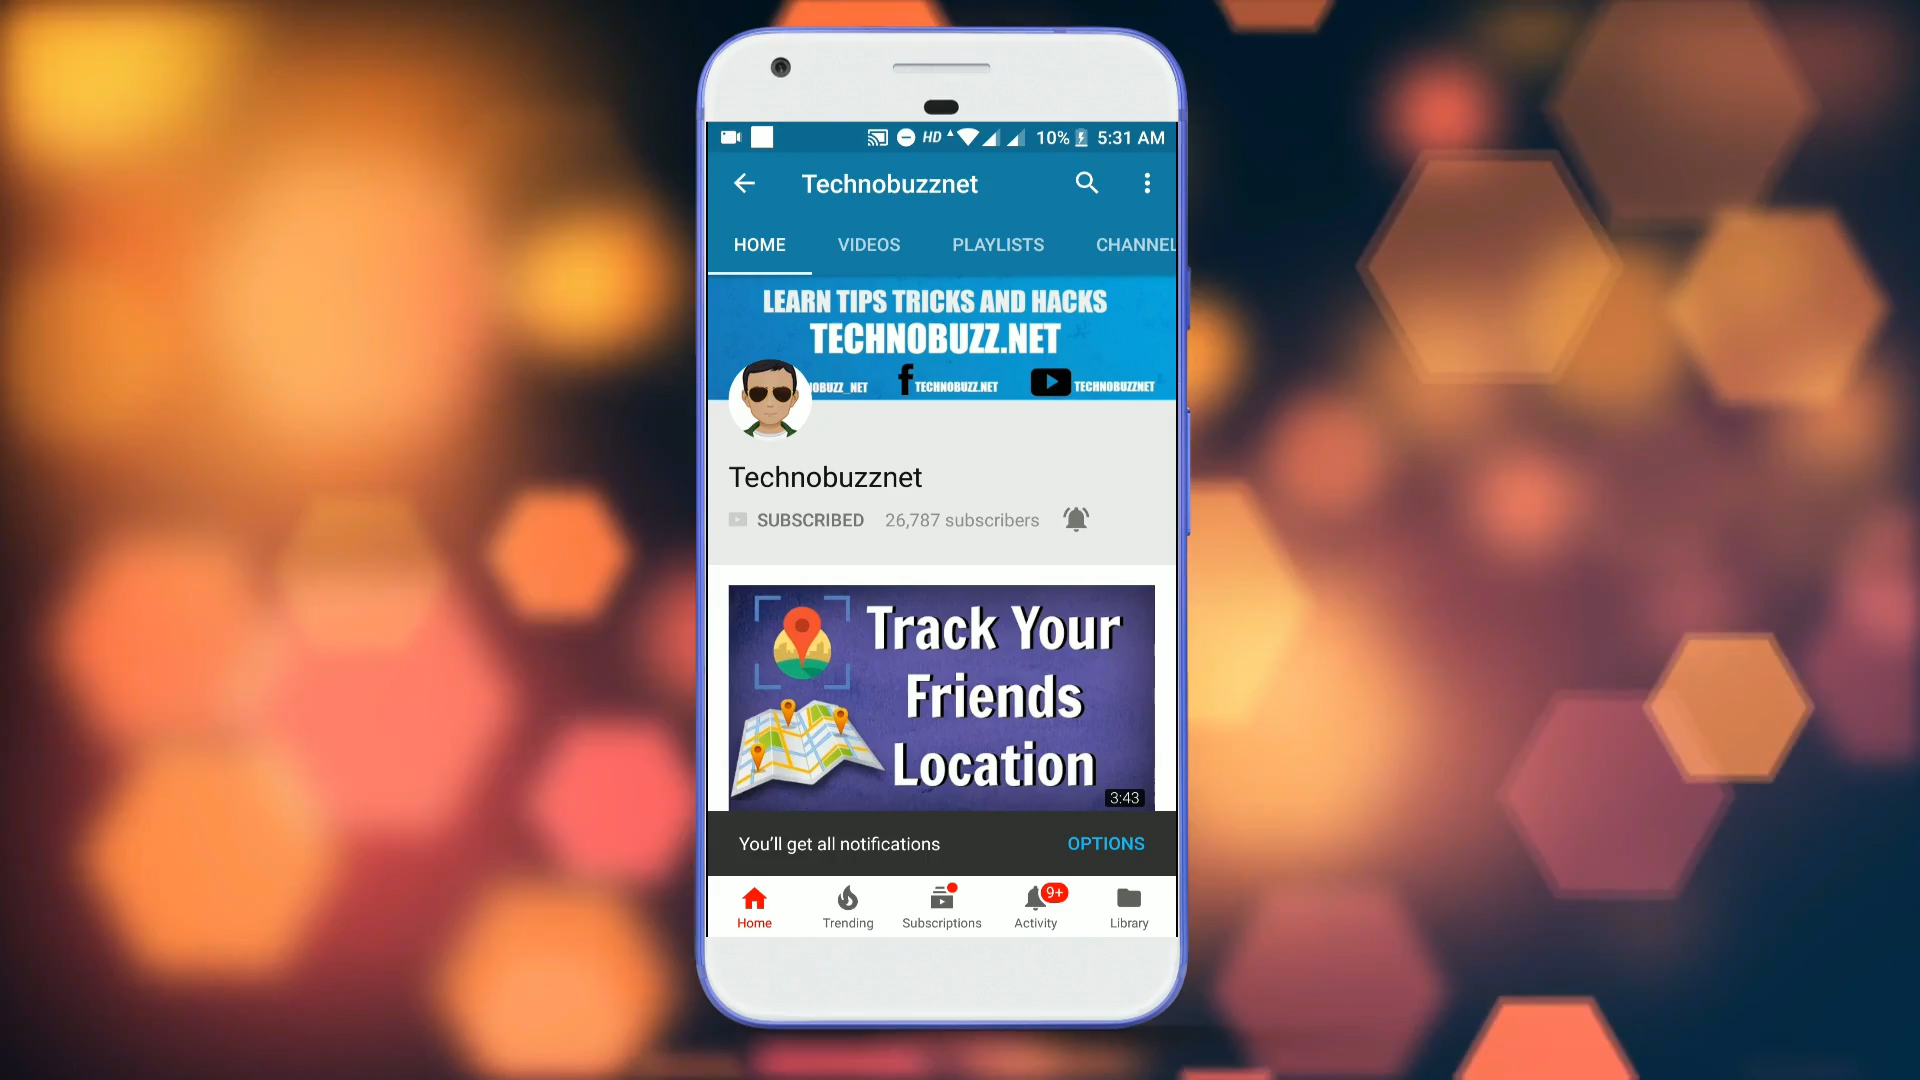 HD 10% 5:31 AM
Technobuzznet
HOME VIDEOS PLAYLISTS CHANNEL
LEARN TIPS TRICKS AND HACKS
TECHNOBUZZ.NET
OBUZZ_NET TECHNOBUZZ.NET TECHNOBUZZNET
Technobuzznet
SUBSCRIBED 26,787 subscribers
Track Your
Friends
Location
3:43
You'll get all notifications OPTIONS
9+
Home Trending Subscriptions Activity Library